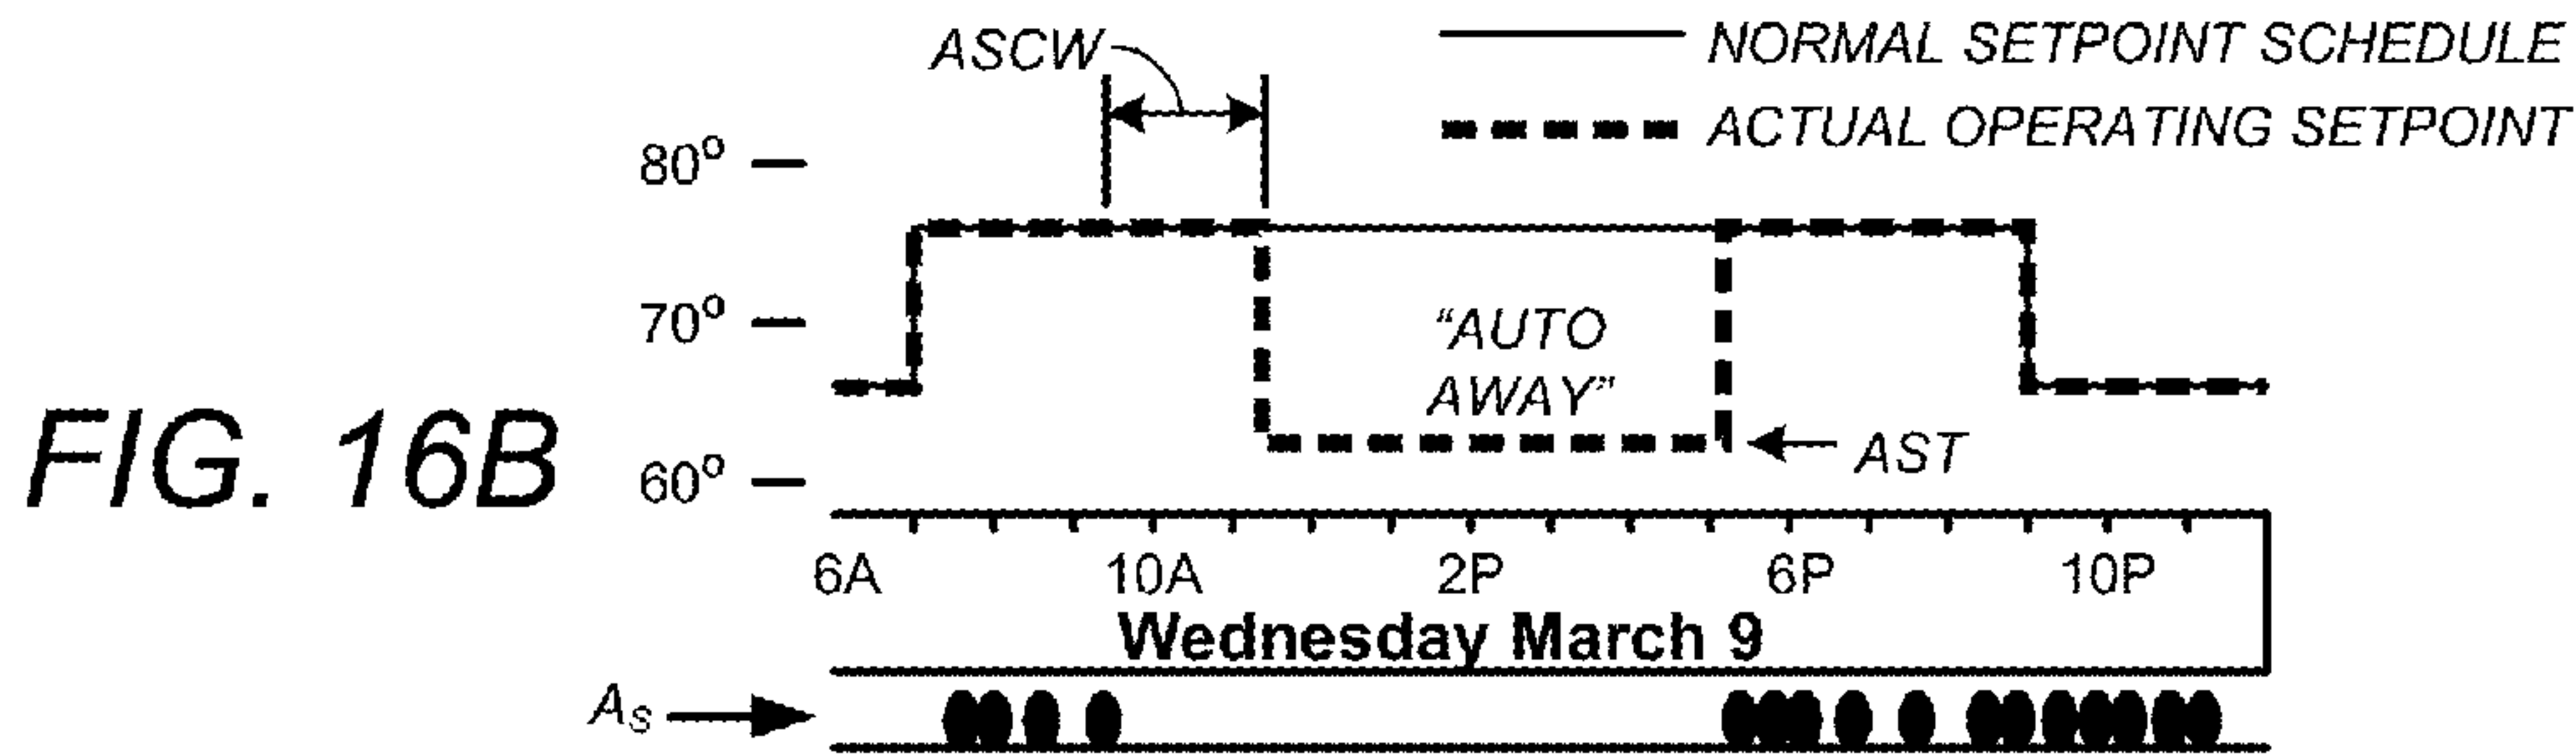 ASCW
NORMAL SETPOINT SCHEDULE
ACTUAL OPERATING SETPOINT
80°
70°
60°
"AUTO
AWAY"
AST
FIG. 16B
6A 10A 2P 6P 10P
Wednesday March 9
As